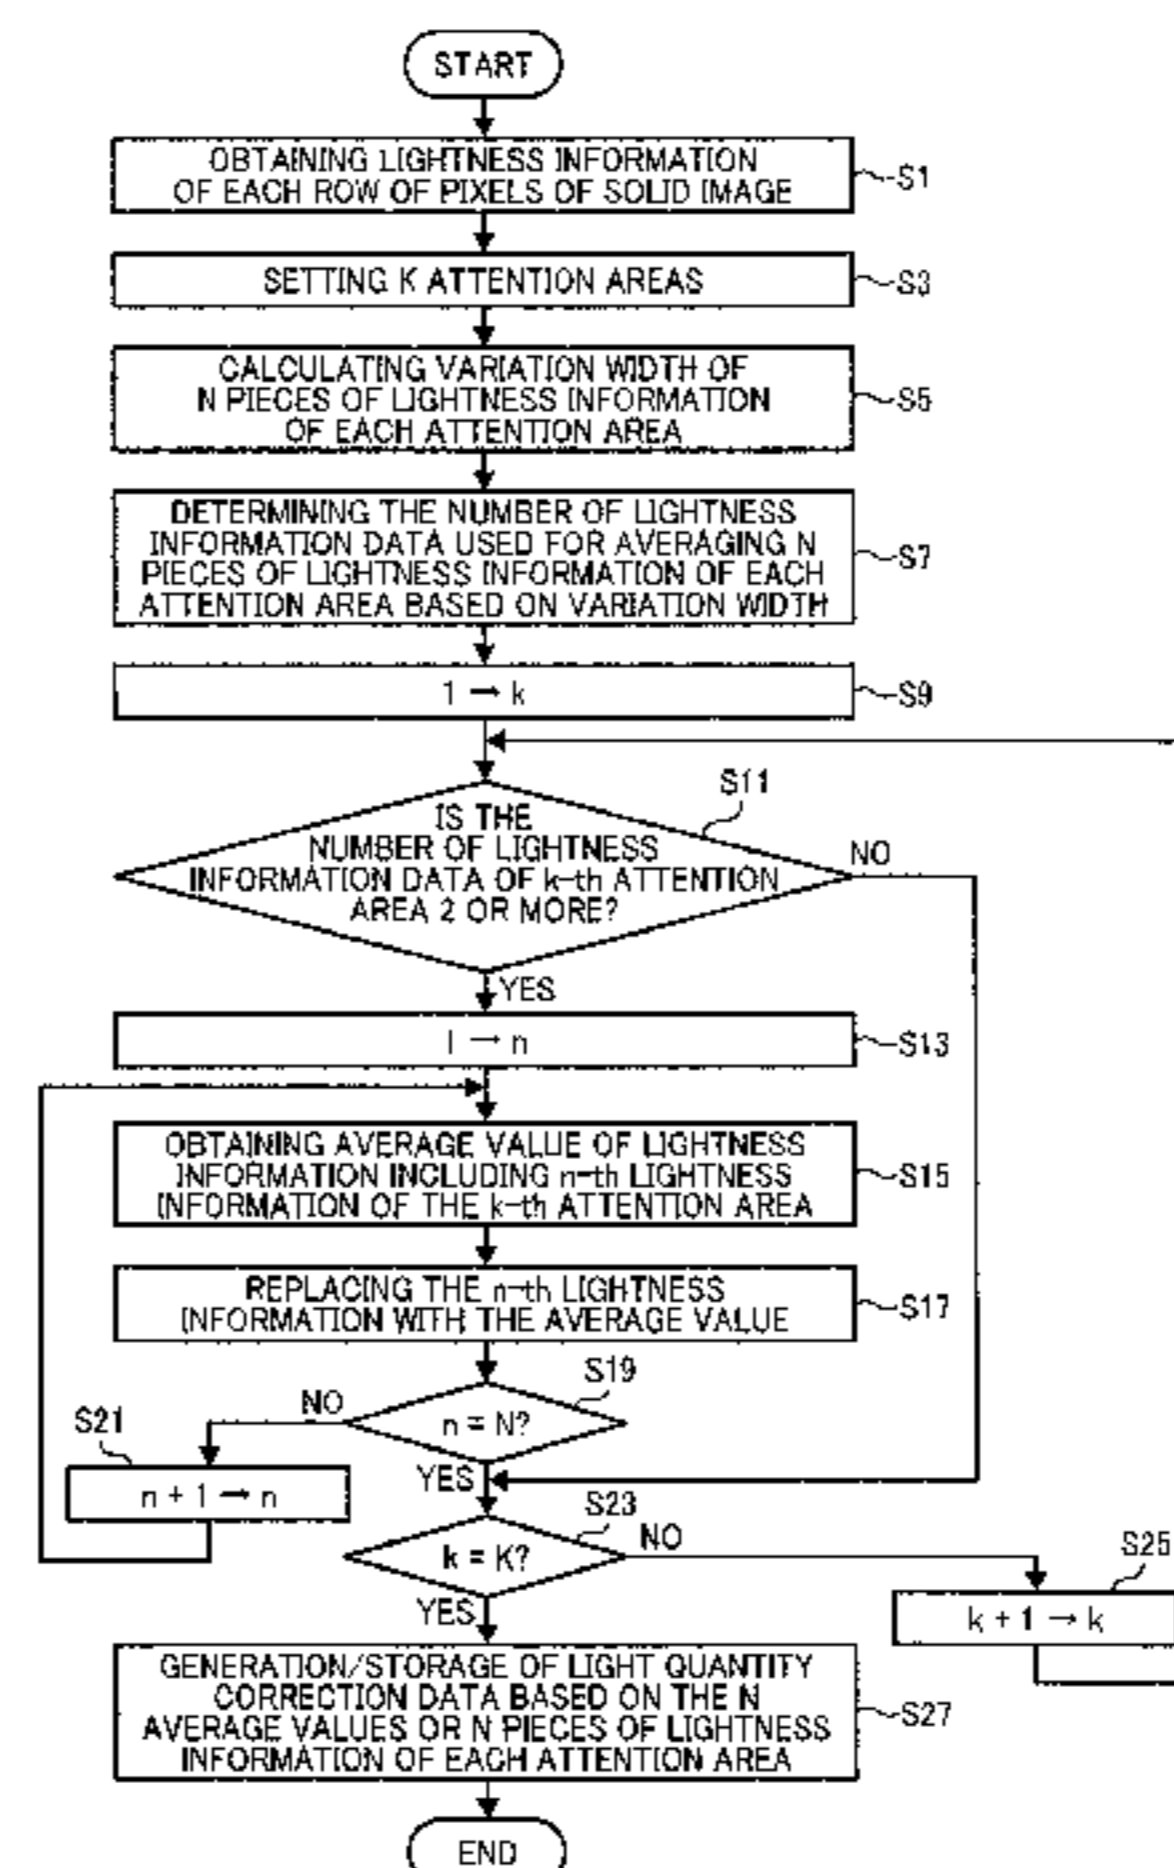 START
OBTAINING LIGHTNESS INFORMATION
OF EACH ROW OF PIXELS OF SOLID IMAGE
S1
SETTING K ATTENTION AREAS
S3
CALCULATING VARIATION WIDTH OF
N PIECES OF LIGHTNESS INFORMATION
OF EACH ATTENTION AREA
S5
DETERMINING THE NUMBER OF LIGHTNESS
INFORMATION DATA USED FOR AVERAGING N
PIECES OF LIGHTNESS INFORMATION OF EACH
ATTENTION AREA BASED ON VARIATION WIDTH
S7
1 → k
S9
S11
IS THE
NUMBER OF LIGHTNESS
INFORMATION DATA OF k-th ATTENTION
AREA 2 OR MORE?
NO
YES
1 → n
S13
OBTAINING AVERAGE VALUE OF LIGHTNESS
INFORMATION INCLUDING n-th LIGHTNESS
INFORMATION OF THE k-th ATTENTION AREA
S15
REPLACING THE n-th LIGHTNESS
INFORMATION WITH THE AVERAGE VALUE
S17
S19
n = N?
NO
YES
S21
n + 1 → n
S23
k = K?
NO
YES
S25
k + 1 → k
GENERATION/STORAGE OF LIGHT QUANTITY
CORRECTION DATA BASED ON THE N
AVERAGE VALUES OR N PIECES OF LIGHTNESS
INFORMATION OF EACH ATTENTION AREA
S27
END